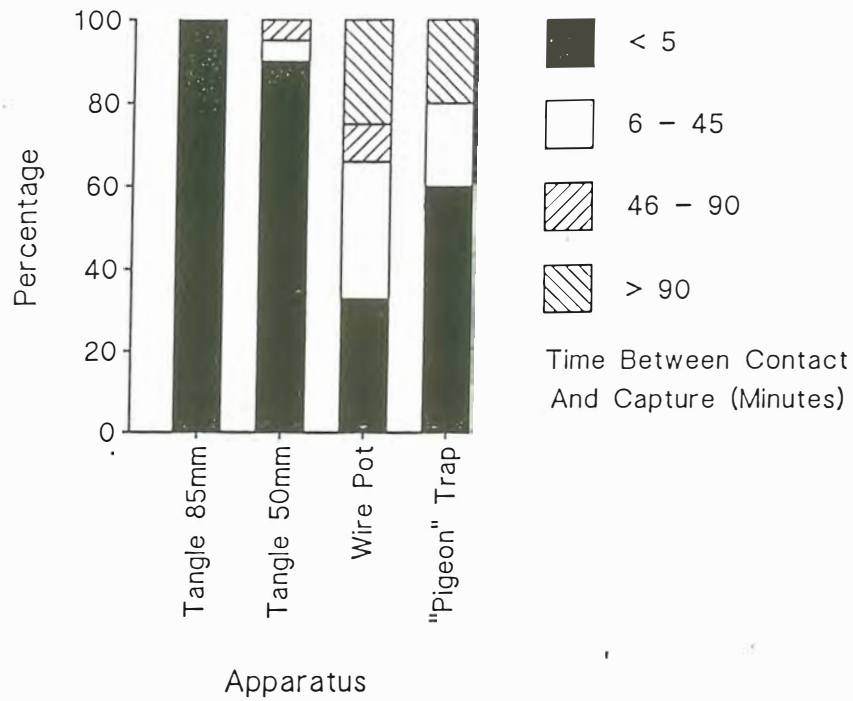 100
80
60
40
20
0
Percentage
Tangle 85mm
Tangle 50mm
Wire Pot
"Pigeon" Trap
Apparatus
< 5
6 - 45
46 - 90
> 90
Time Between Contact
And Capture (Minutes)